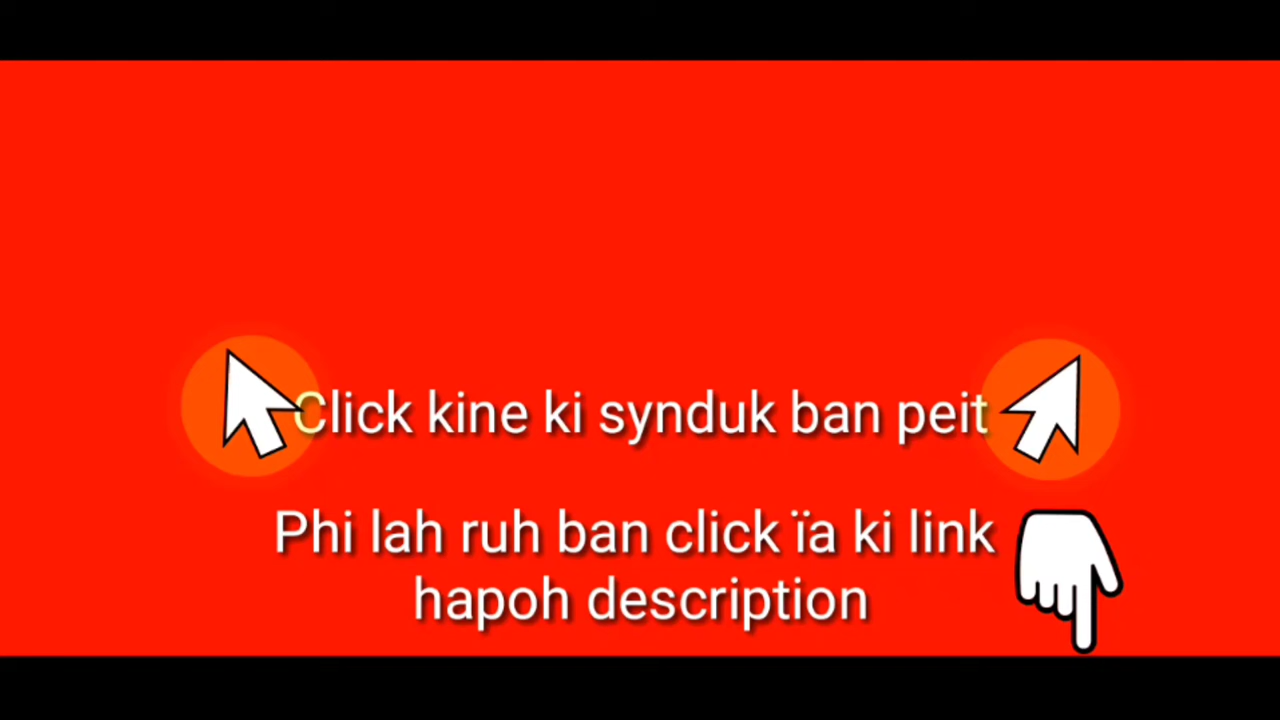 Click kine ki synduk ban peit
Phi lah ruh ban click ïa ki link
hapoh description